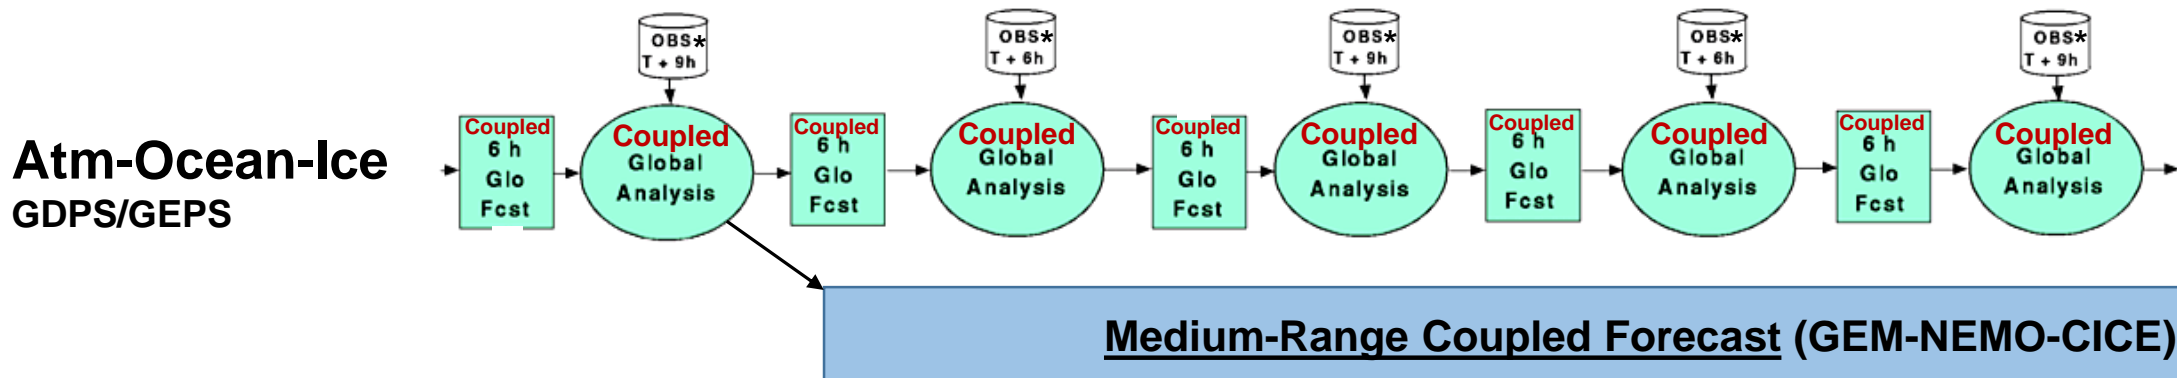 OBS*
T + 9h
OBS*
T + 6h
OBS*
T + 9h
OBS*
T + 6h
OBS*
T + 9h
Atm-Ocean-Ice
GDPS/GEPS
Coupled
6 h
Glo
Fcst
Coupled
Global
Analysis
Coupled
6 h
Glo
Fcst
Coupled
Global
Analysis
Coupled
6 h
Glo
Fcst
Coupled
Global
Analysis
Coupled
6 h
Glo
Fcst
Coupled
Global
Analysis
Coupled
6 h
Glo
Fcst
Coupled
Global
Analysis
Medium-Range Coupled Forecast (GEM-NEMO-CICE)